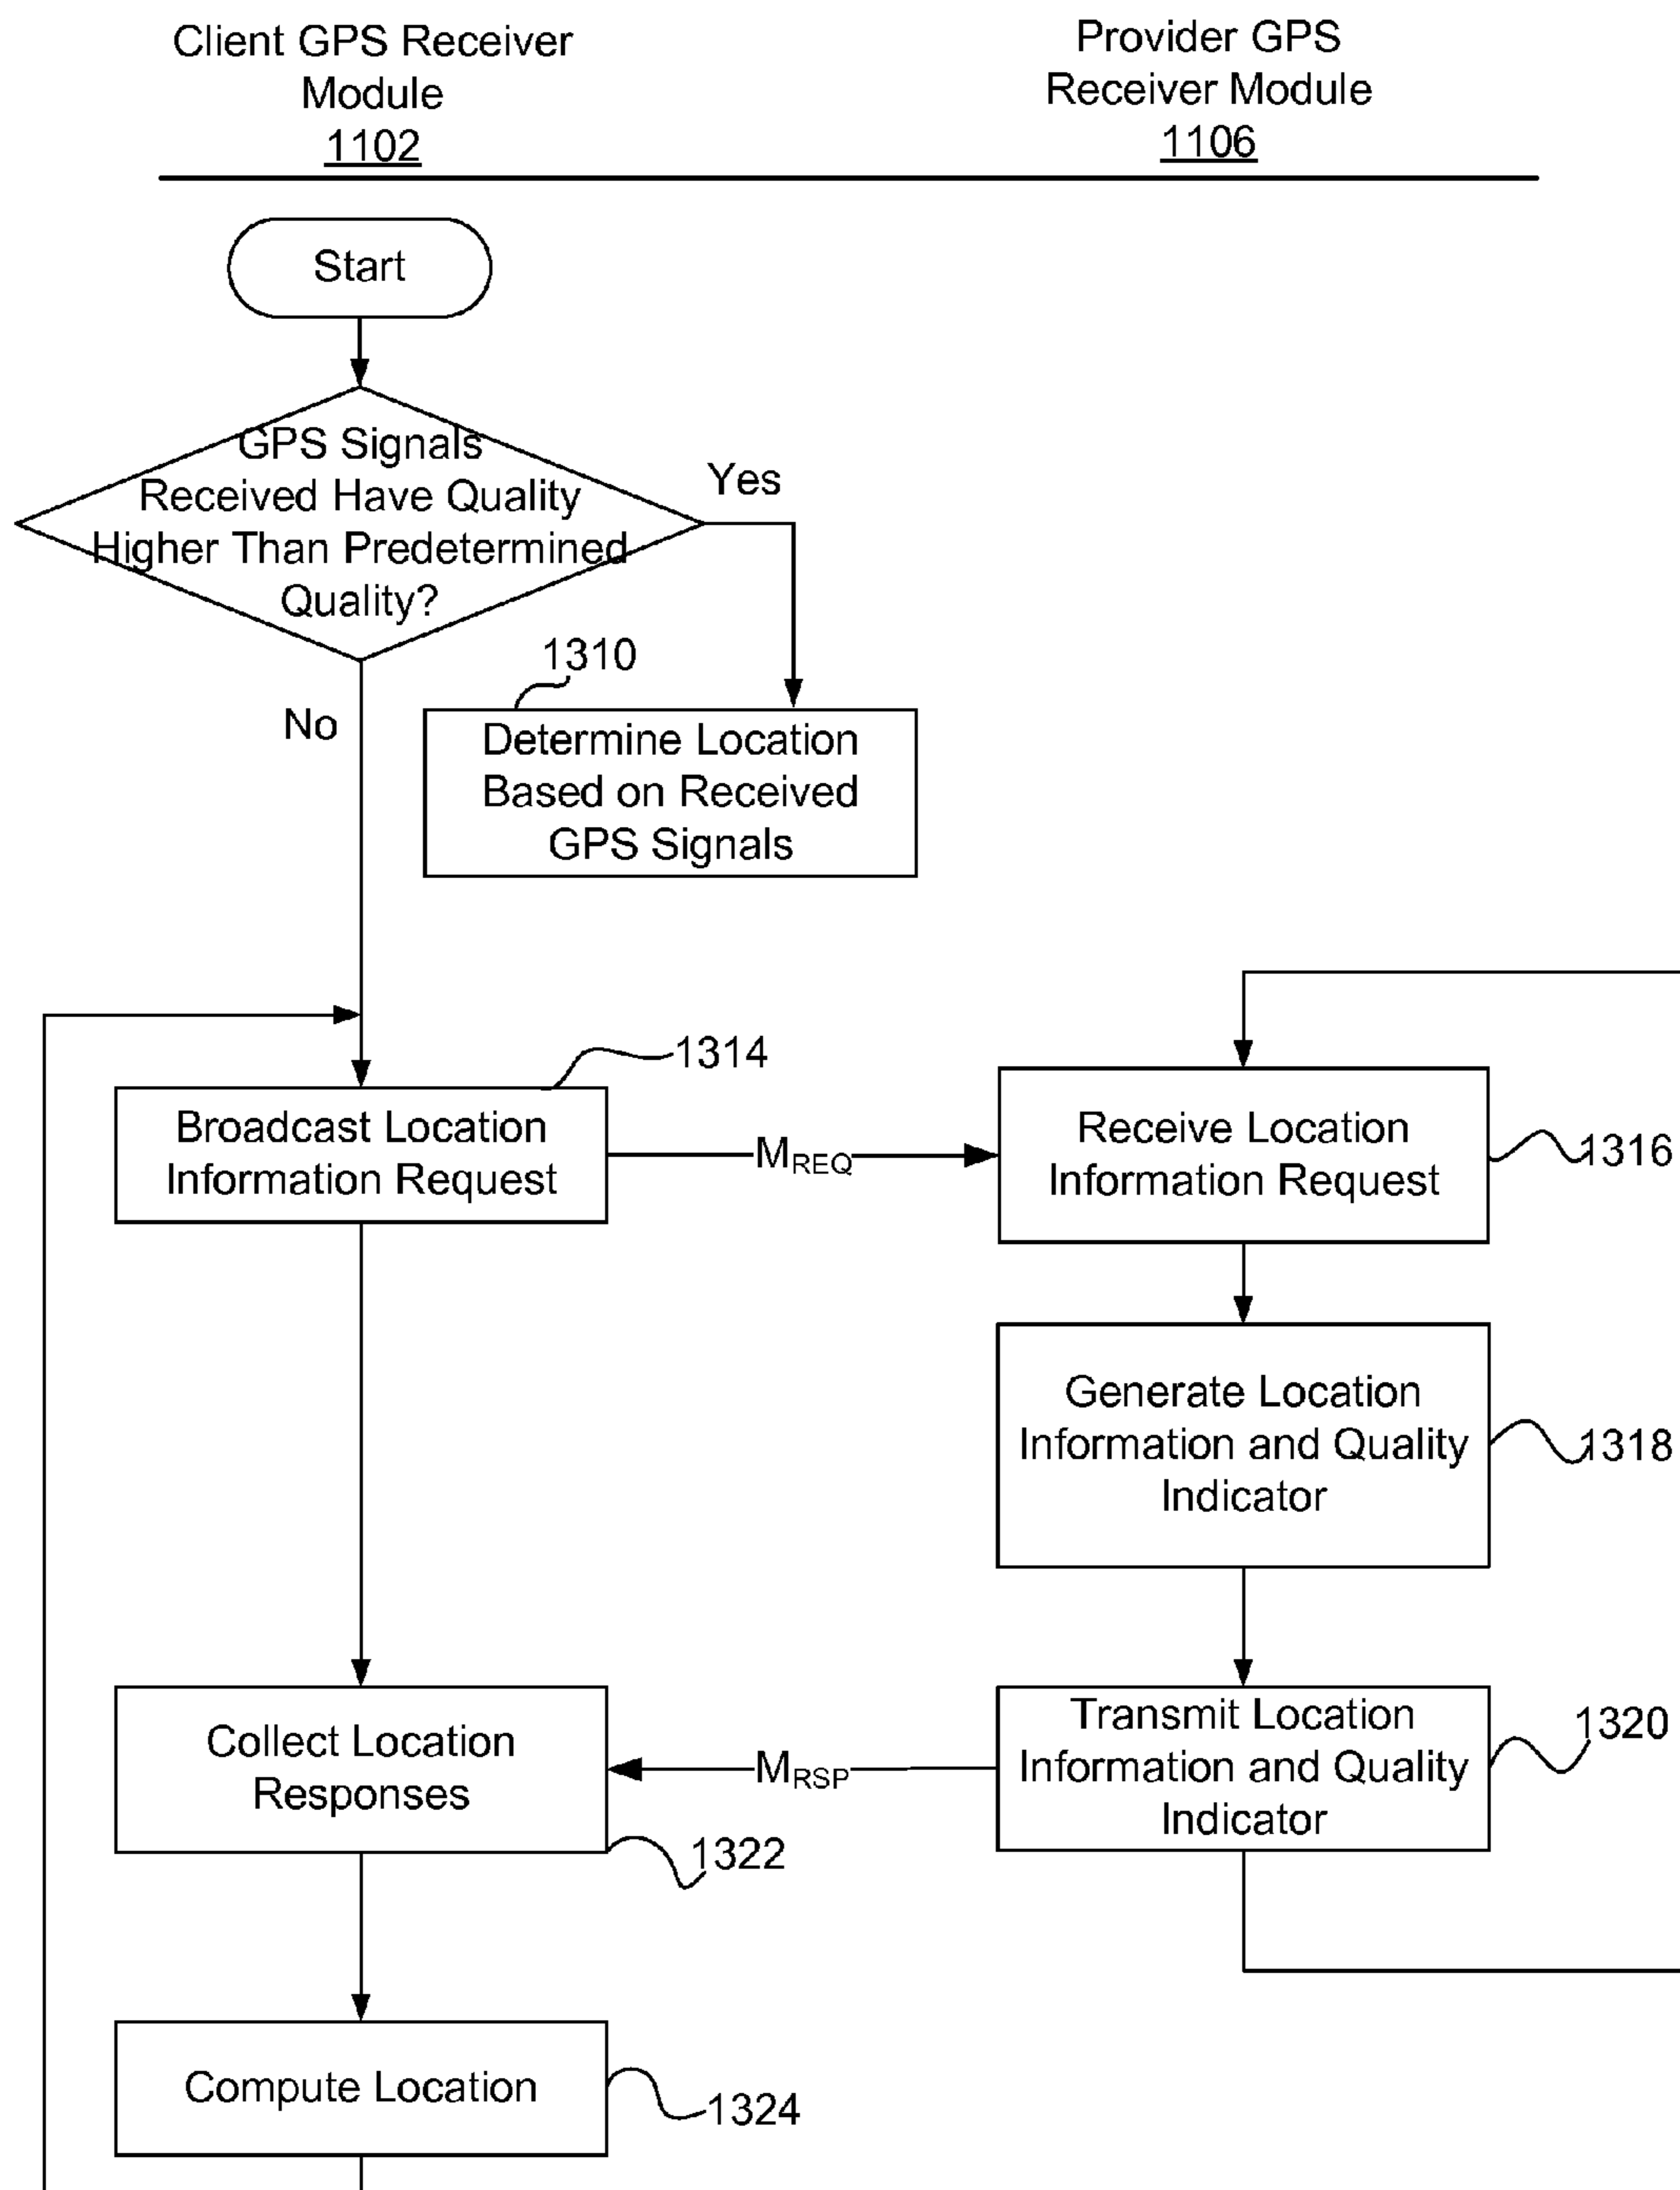 Client GPS Receiver
Module
1102
Provider GPS
Receiver Module
1106
Start
GPS Signals
Received Have Quality
Higher Than Predetermined
Quality?
Yes
No
1310
Determine Location
Based on Received
GPS Signals
1314
Broadcast Location
Information Request
MREQ
Receive Location
Information Request
1316
Generate Location
Information and Quality
Indicator
1318
Transmit Location
Information and Quality
Indicator
1320
MRSP
Collect Location
Responses
1322
Compute Location
1324